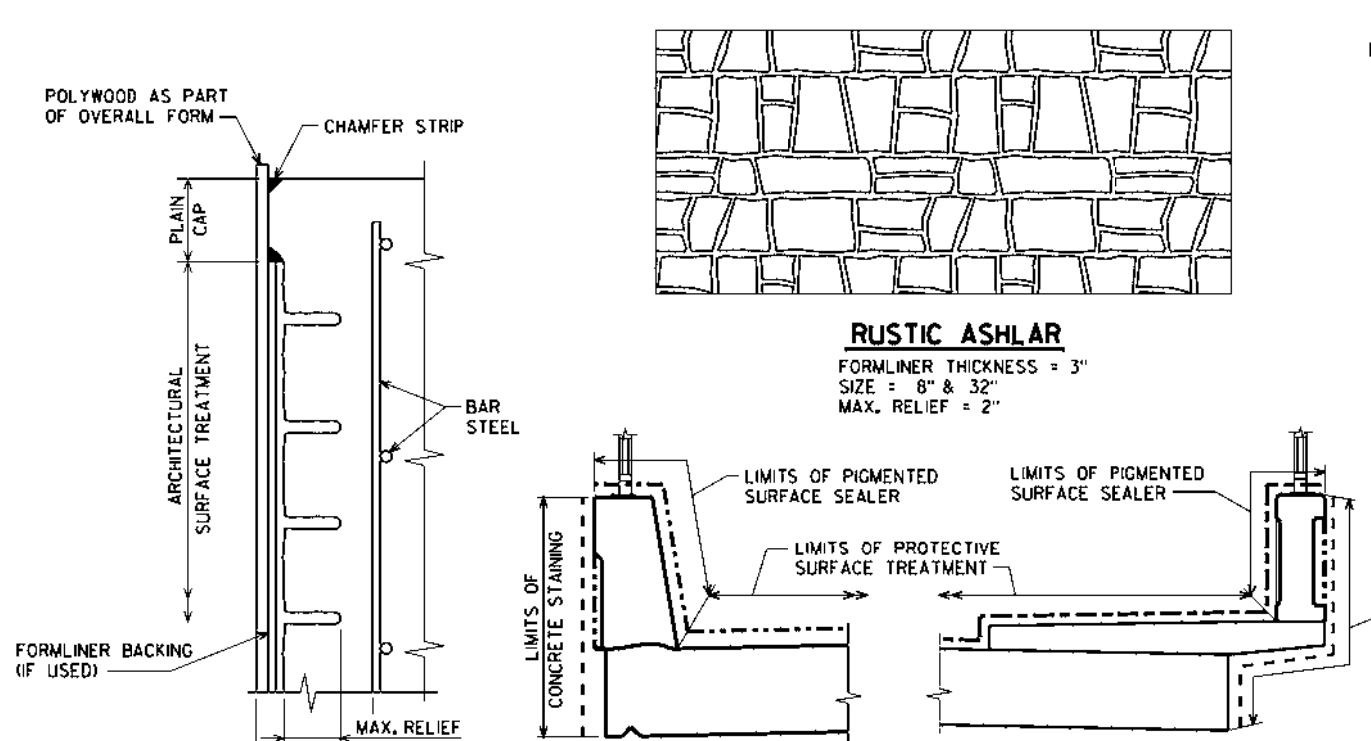 POLYWOOD AS PART
OF OVERALL FORM
CHAMFER STRIP
PLAIN
CAP
ARCHITECTURAL
SURFACE TREATMENT
BAR
STEEL
FORMLINER BACKING
(IF USED)
MAX. RELIEF
RUSTIC ASHLAR
FORMLINER THICKNESS = 3"
SIZE = 8" & 32"
MAX. RELIEF = 2"
LIMITS OF PIGMENTED
SURFACE SEALER
LIMITS OF PIGMENTED
SURFACE SEALER
LIMITS OF PROTECTIVE
SURFACE TREATMENT
LIMITS OF
CONCRETE STAINING